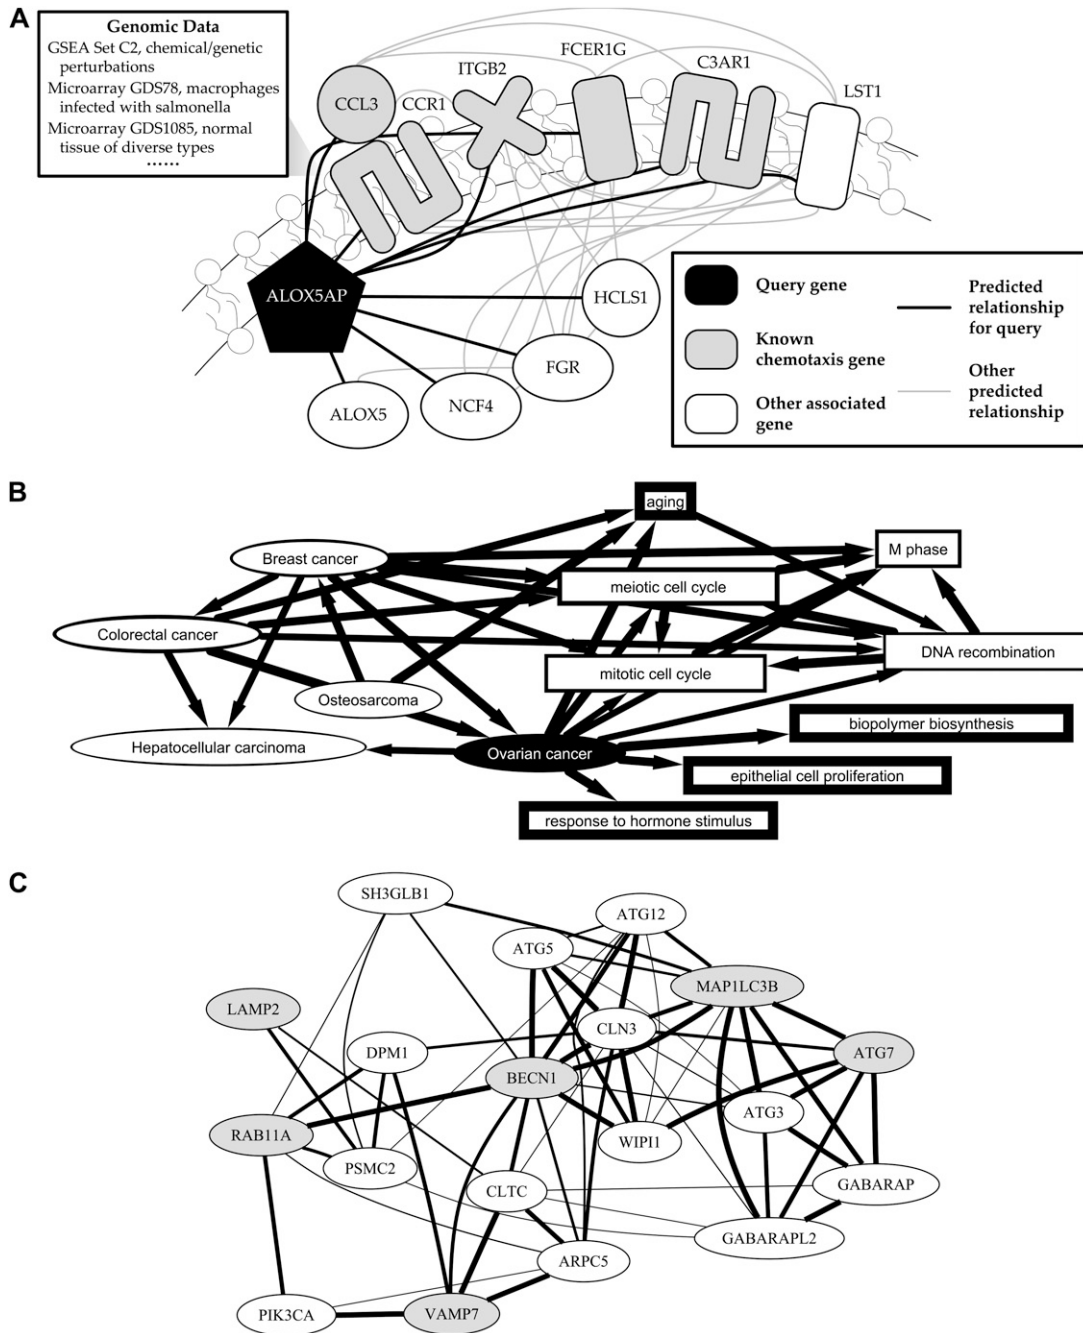 A
Genomic Data
GSEA Set C2, chemical/genetic
perturbations
Microarray GDS78, macrophages
infected with salmonella
Microarray GDS1085, normal
tissue of diverse types
......
CCL3
CCR1
ITGB2
FCER1G
C3AR1
LST1
ALOX5AP
HCLS1
FGR
NCF4
ALOX5
Query gene
Known
chemotaxis gene
Other associated
gene
Predicted
relationship
for query
Other
predicted
relationship
B
aging
Breast cancer
M phase
meiotic cell cycle
Colorectal cancer
DNA recombination
mitotic cell cycle
Osteosarcoma
biopolymer biosynthesis
Hepatocellular carcinoma
Ovarian cancer
epithelial cell proliferation
response to hormone stimulus
C
SH3GLB1
ATG12
ATG5
MAP1LC3B
LAMP2
CLN3
DPM1
ATG7
BECN1
ATG3
RAB11A
WIPI1
PSMC2
GABARAP
CLTC
GABARAPL2
ARPC5
PIK3CA
VAMP7